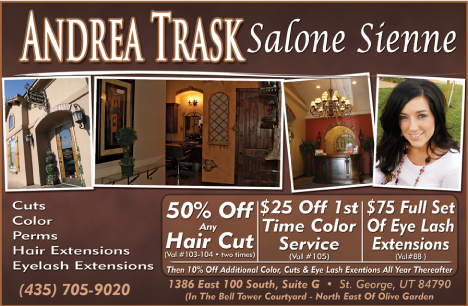 ANDREA TRASK Salone Sienne
Cuts
Color
Perms
Hair Extensions
Eyelash Extensions
(435) 705-9020
50% Off
Any
Hair Cut
(Val #103-104 • two times)
$25 Off 1st
Time Color
Service
(Val #105)
$75 Full Set
Of Eye Lash
Extensions
(Val#88 )
Then 10% Off Additional Color, Cuts & Eye Lash Exentions All Year Thereafter
1386 East 100 South, Suite G • St. George, UT 84790
(In The Bell Tower Courtyard - North East Of Olive Garden)